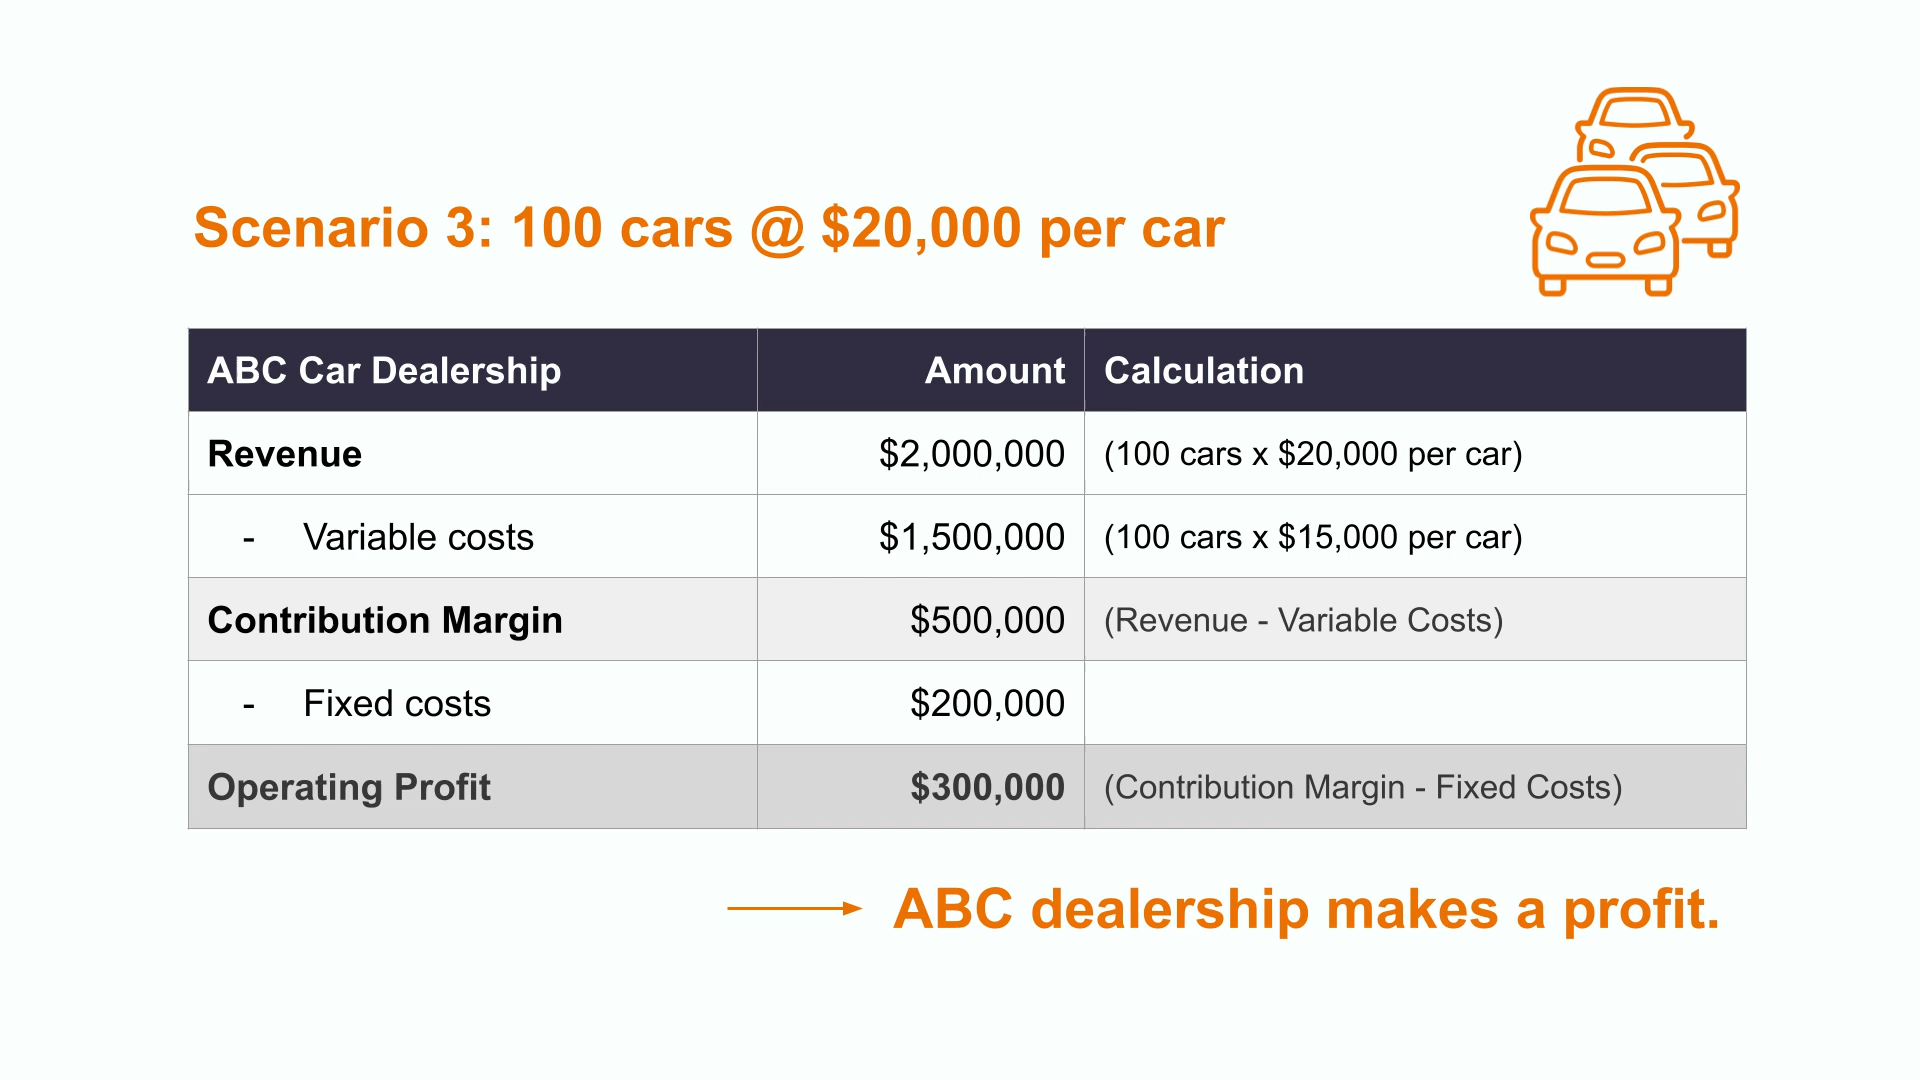 Scenario 3: 100 cars @ $20,000 per car
ABC Car Dealership Amount Calculation
Revenue $2,000,000 (100 cars x $20,000 per car)
- Variable costs $1,500,000 (100 cars x $15,000 per car)
Contribution Margin $500,000 (Revenue - Variable Costs)
- Fixed costs $200,000
Operating Profit $300,000 (Contribution Margin - Fixed Costs)
ABC dealership makes a profit.